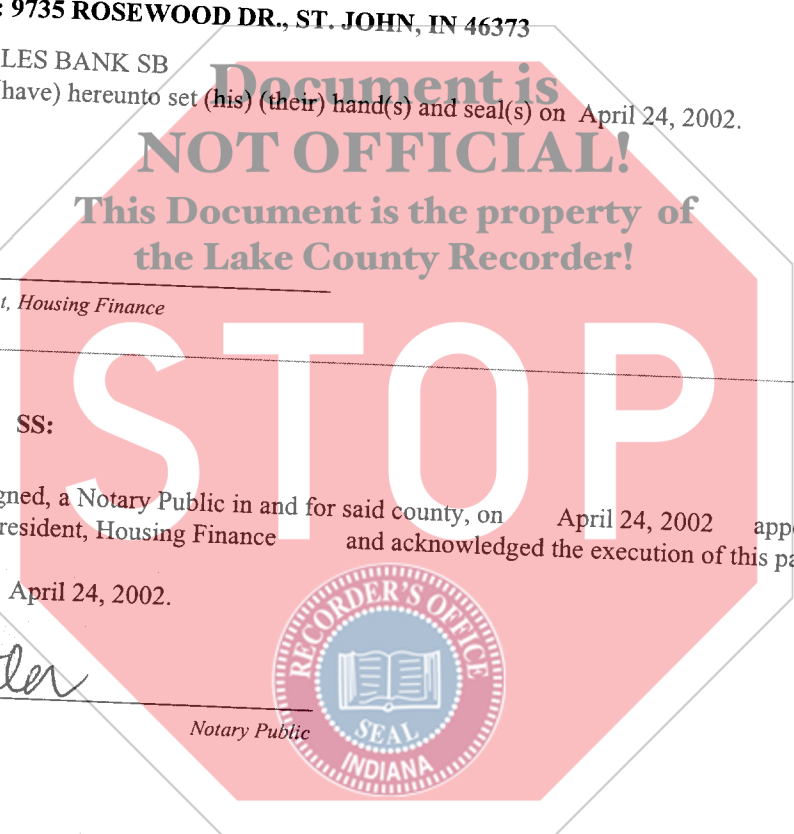 : 9735 ROSEWOOD DR., ST. JOHN, IN 46373
LES BANK SB
Document is
(have) hereunto set (his) (their) hand(s) and seal(s) on April 24, 2002.
NOT OFFICIAL!
This Document is the property of
the Lake County Recorder!
t, Housing Finance
STOP
SS:
gned, a Notary Public in and for said county, on April 24, 2002 appe
resident, Housing Finance and acknowledged the execution of this pa
April 24, 2002.
RECORDER'S OFFICE
SEAL
INDIANA
Notary Public